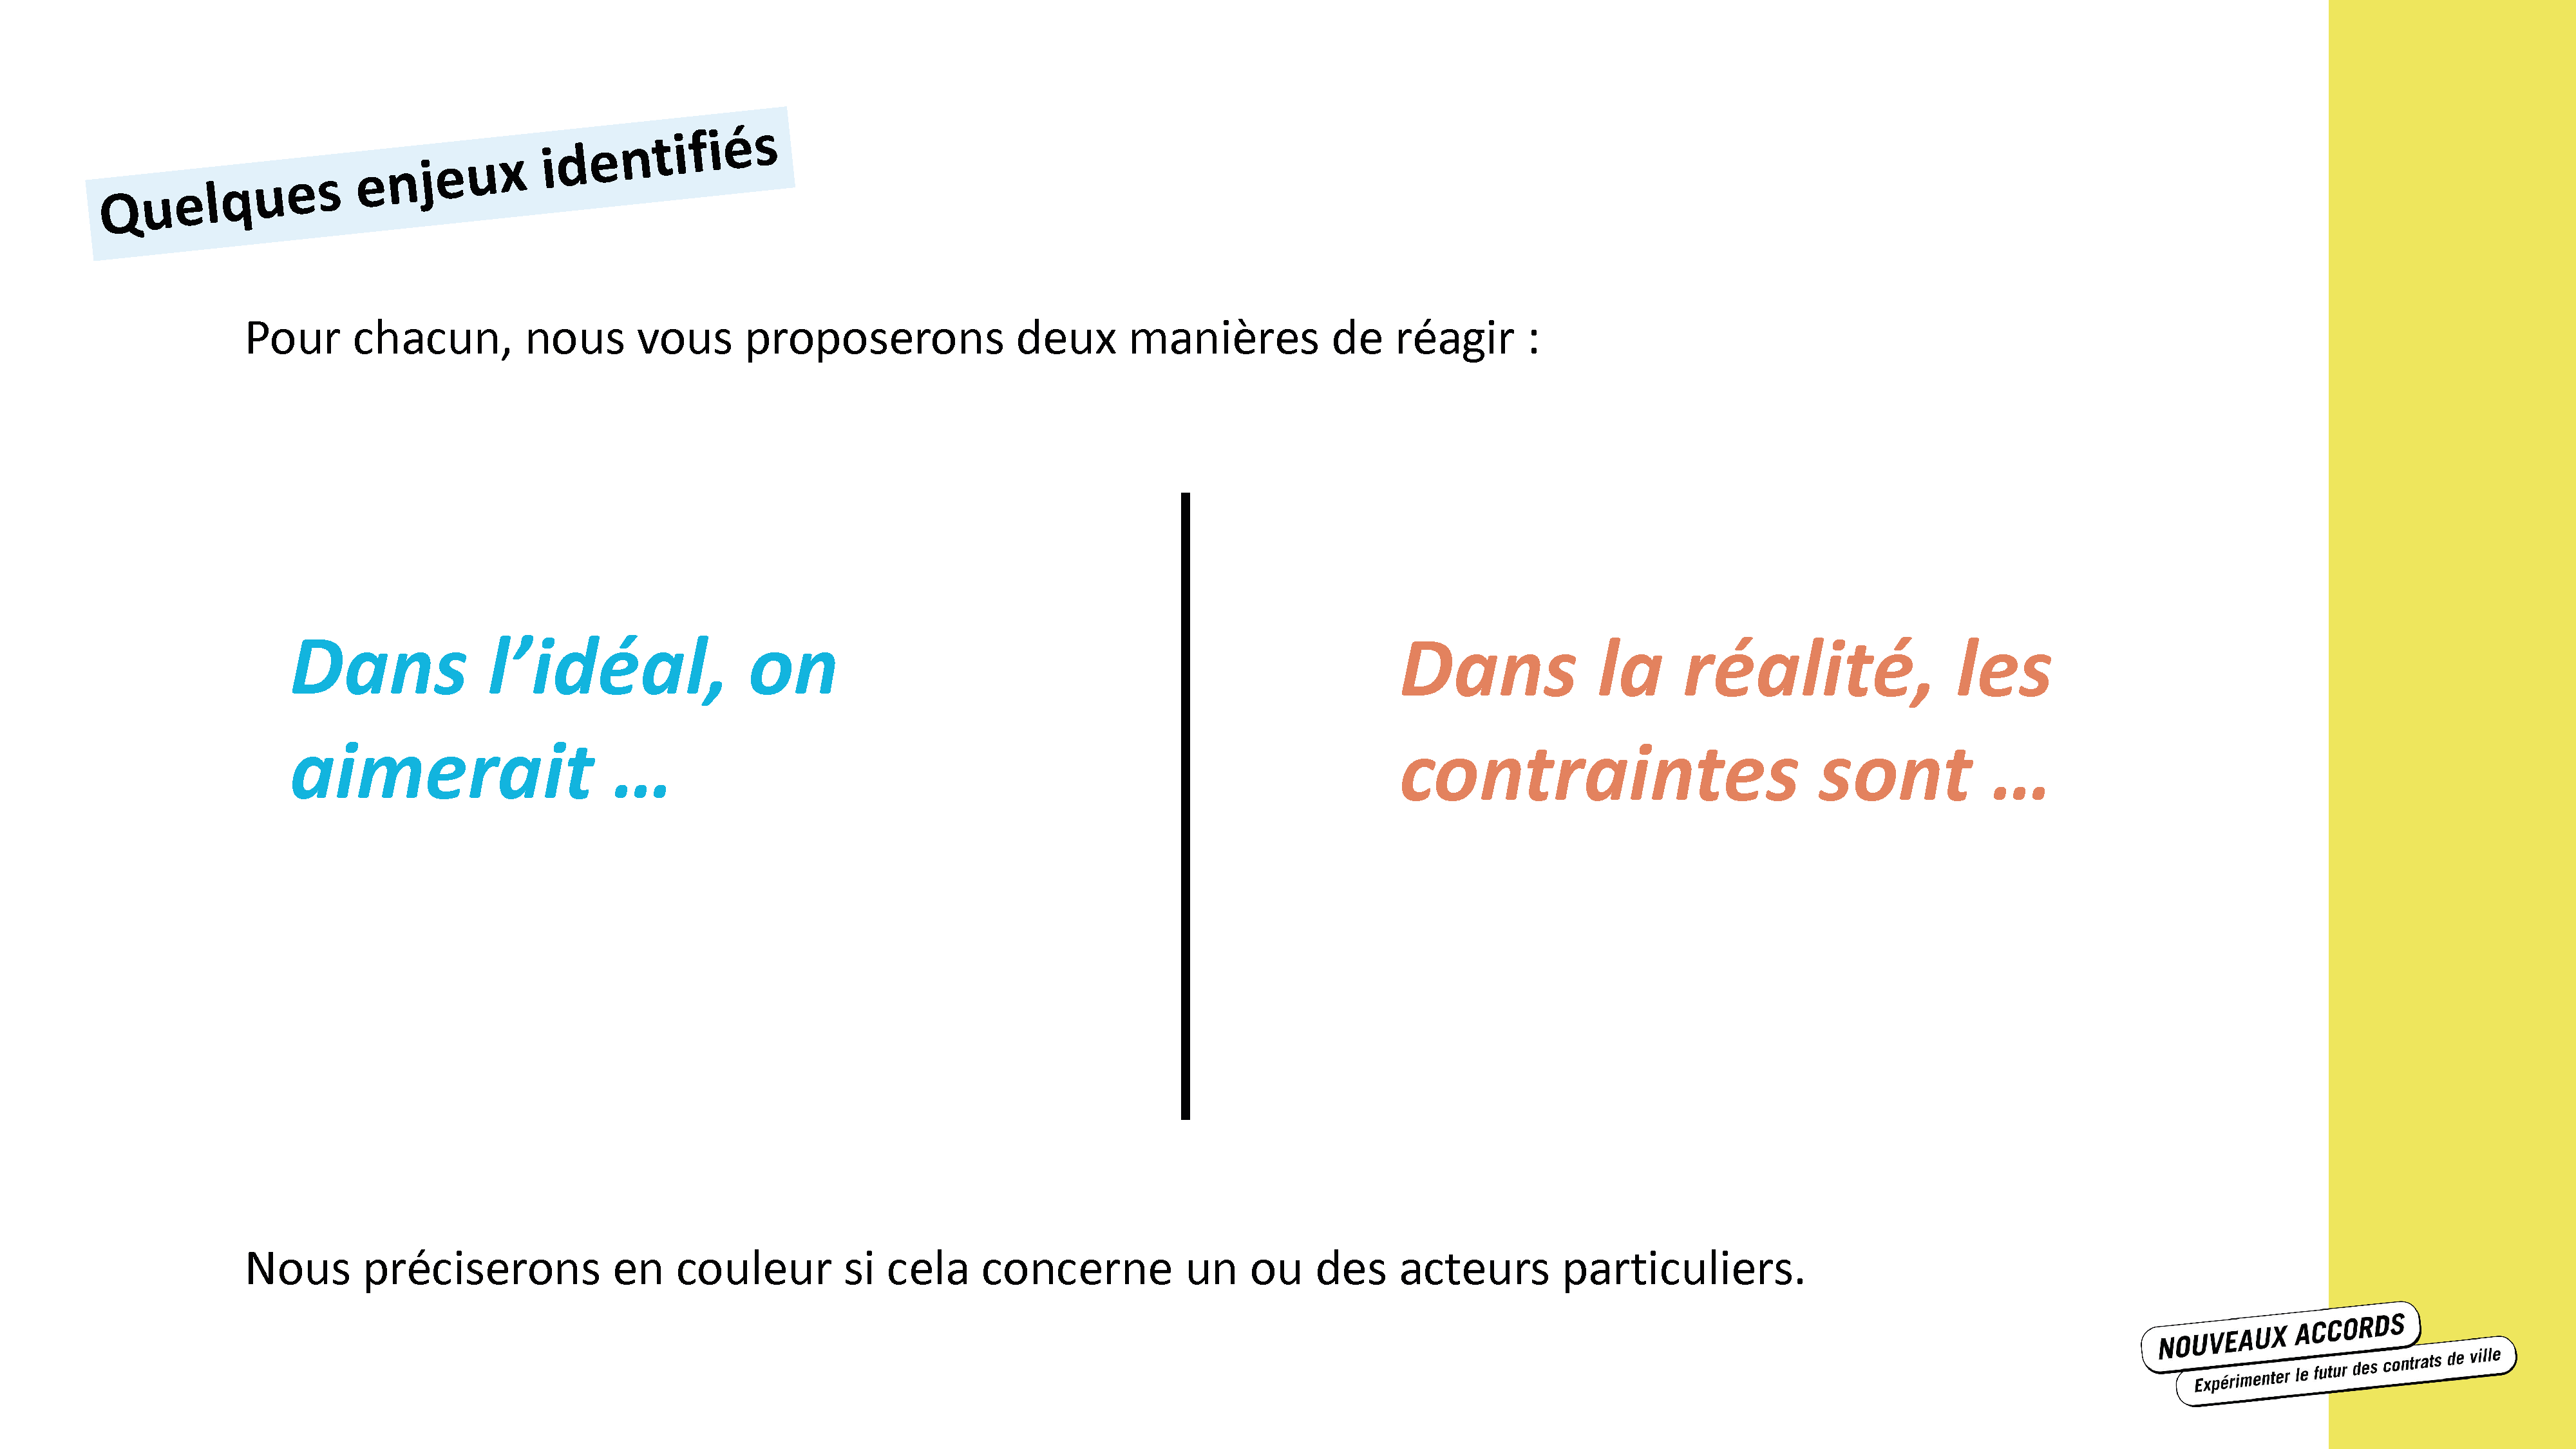 Quelques enjeux identifiés
Pour chacun, nous vous proposerons deux manières de réagir :
Dans l’idéal, on
aimerait ...
Dans la réalité, les
contraintes sont ...
Nous préciserons en couleur si cela concerne un ou des acteurs particuliers.
NOUVEAUX ACCORDS
Expérimenter le futur des contrats de ville